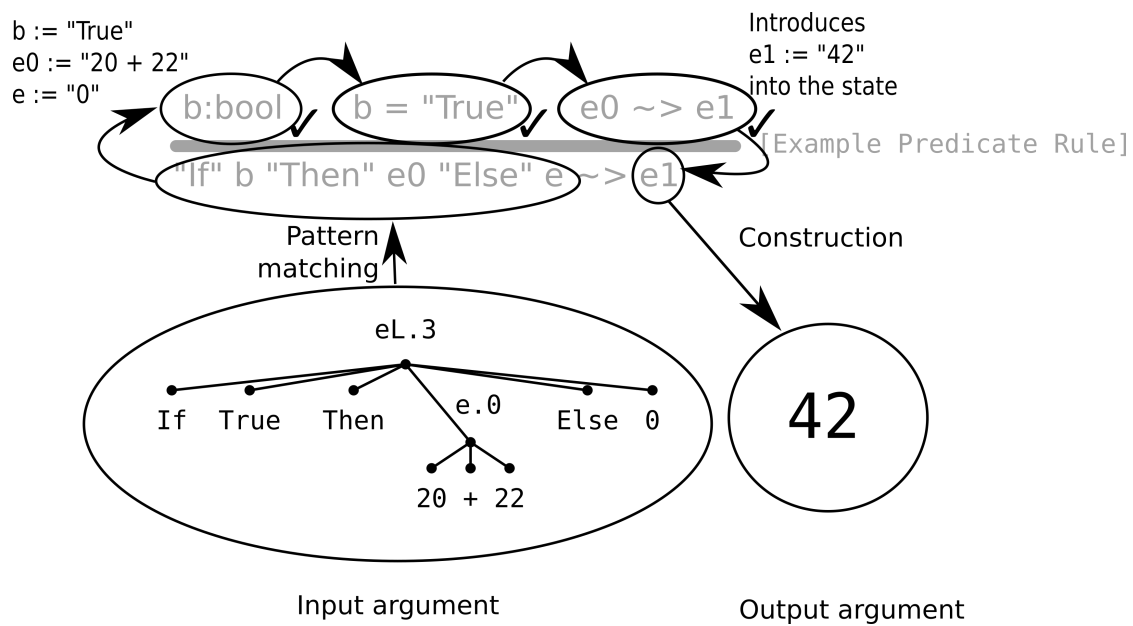 b := "True"
e0 := "20 + 22"
e := "0"
Introduces
e1 := "42"
into the state
b:bool ✓ b = "True" ✓ e0 ~> e1 ✓
[Example Predicate Rule]
"If" b "Then" e0 "Else" e ~> e1
Pattern
matching
Construction
eL.3
e.0
If True Then Else 0
20 + 22
42
Input argument
Output argument